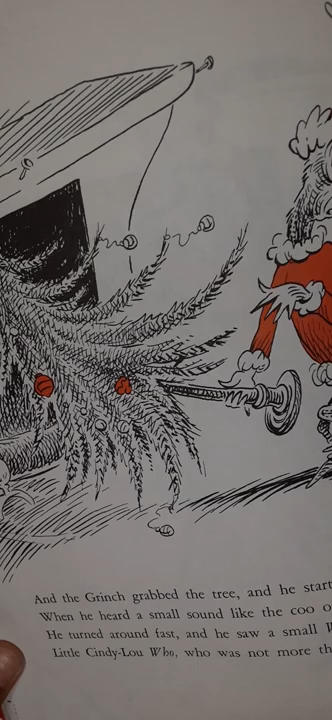 And the Grinch grabbed the tree, and he start
When he heard a small sound like the coo o
He turned around fast, and he saw a small
Little Cindy-Lou Who, who was not more th